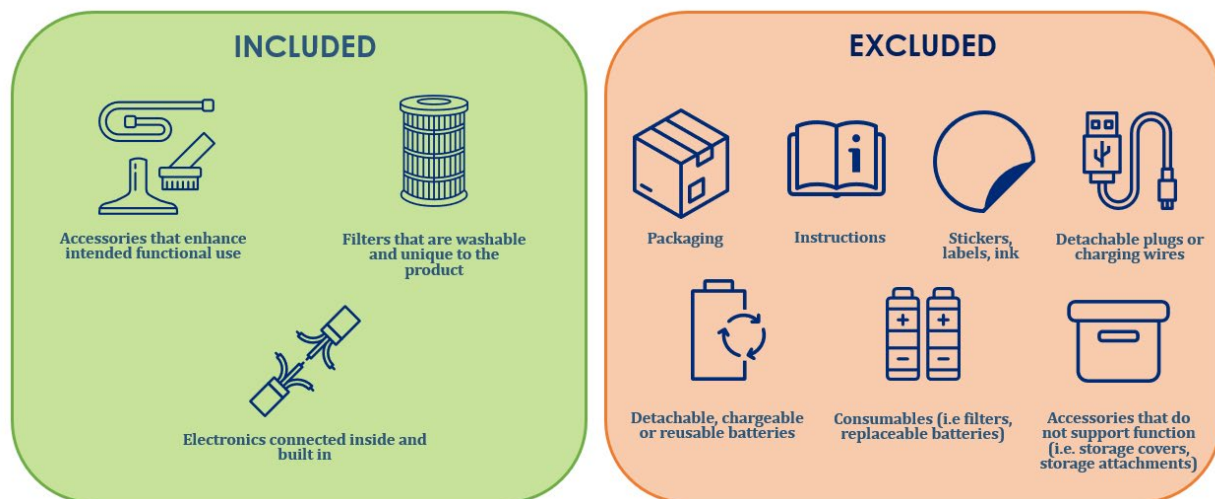 INCLUDED
Accessories that enhance
intended functional use
Filters that are washable
and unique to the
product
Electronics connected inside and
built in
EXCLUDED
i
Packaging
Instructions
Stickers,
labels, ink
Detachable plugs or
charging wires
+ +
- -
Detachable, chargeable
or reusable batteries
Consumables (i.e filters,
replaceable batteries)
Accessories that do
not support function
(i.e. storage covers,
storage attachments)